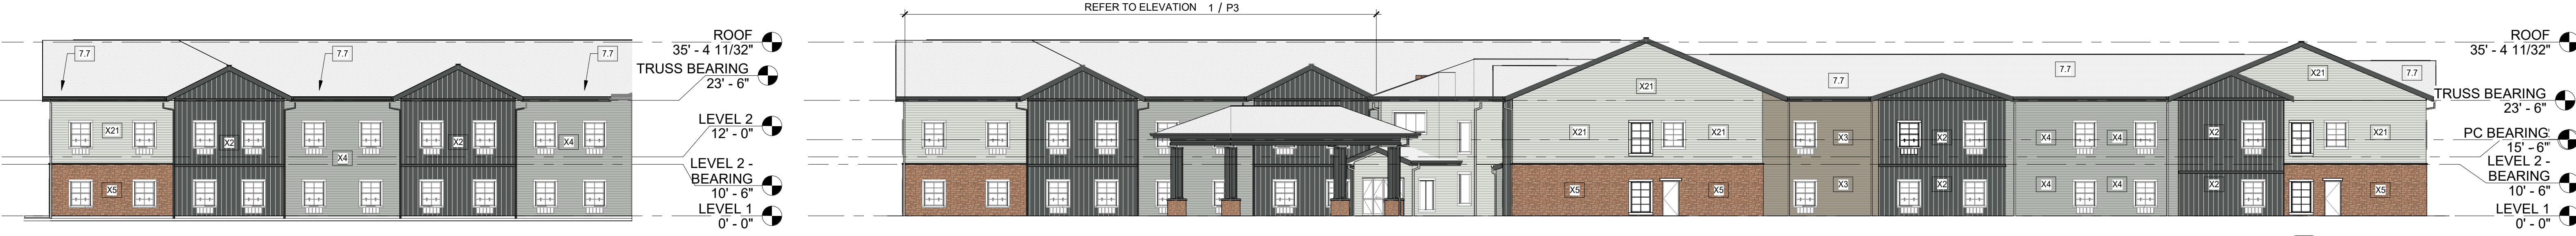 7.7
7.7
7.7
ROOF
35' - 4 11/32"
TRUSS BEARING
23' - 6"
LEVEL 2
12' - 0"
LEVEL 2 -
BEARING
10' - 6"
LEVEL 1
0' - 0"
X21
X2
X4
X2
X4
X5
REFER TO ELEVATION 1 / P3
X21
7.7
7.7
X21
7.7
X21
X21
X3
X2
X4
X4
X2
X21
X5
X5
X3
X2
X4
X4
X2
X5
ROOF
35' - 4 11/32"
TRUSS BEARING
23' - 6"
PC BEARING
15' - 6"
LEVEL 2 -
BEARING
10' - 6"
LEVEL 1
0' - 0"